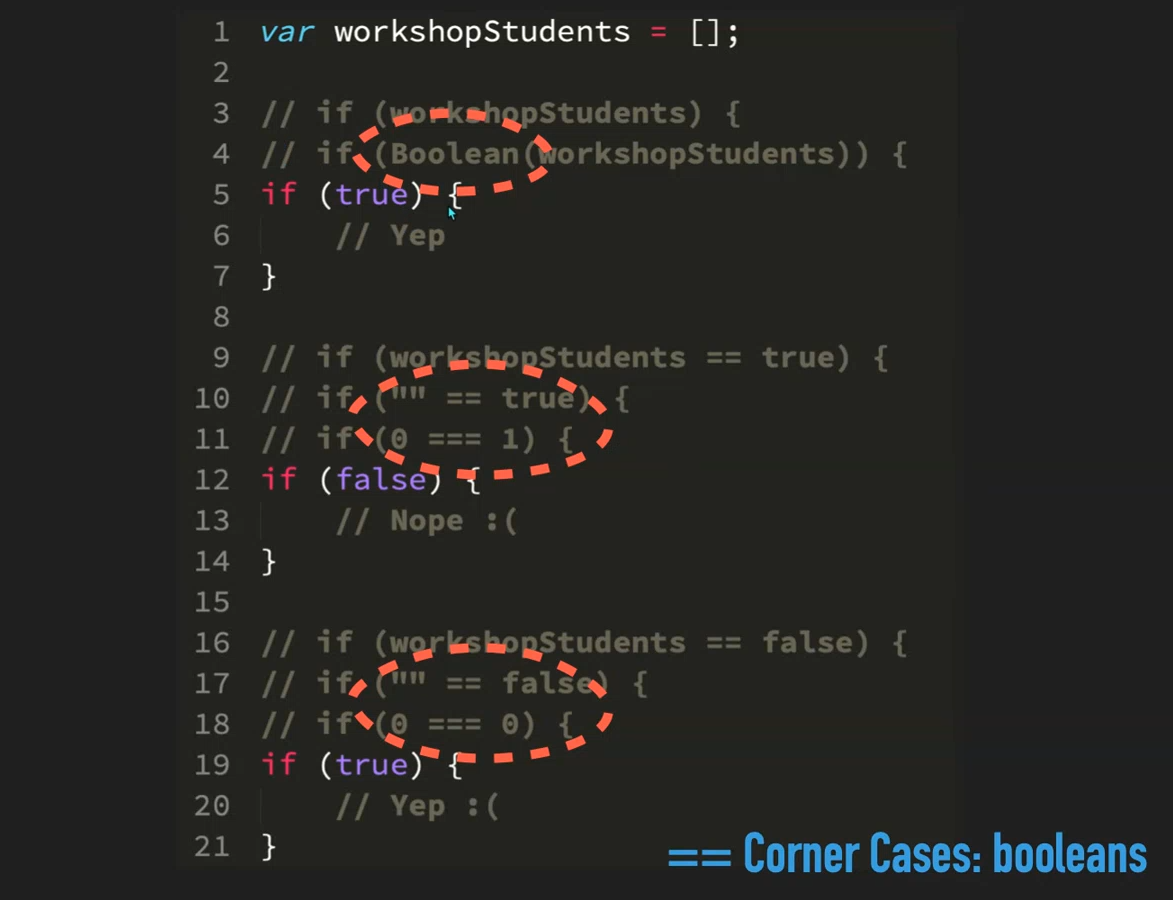 1 var workshopStudents = [];
2
3 // if (workshopStudents) {
4 // if (Boolean(workshopStudents)) {
5 if (true) {
6     // Yep
7 }
8
9 // if (workshopStudents == true) {
10 // if ("" == true) {
11 // if (0 === 1) {
12 if (false) {
13     // Nope :(
14 }
15
16 // if (workshopStudents == false) {
17 // if ("" == false) {
18 // if (0 === 0) {
19 if (true) {
20     // Yep :(
21 }
== Corner Cases: booleans